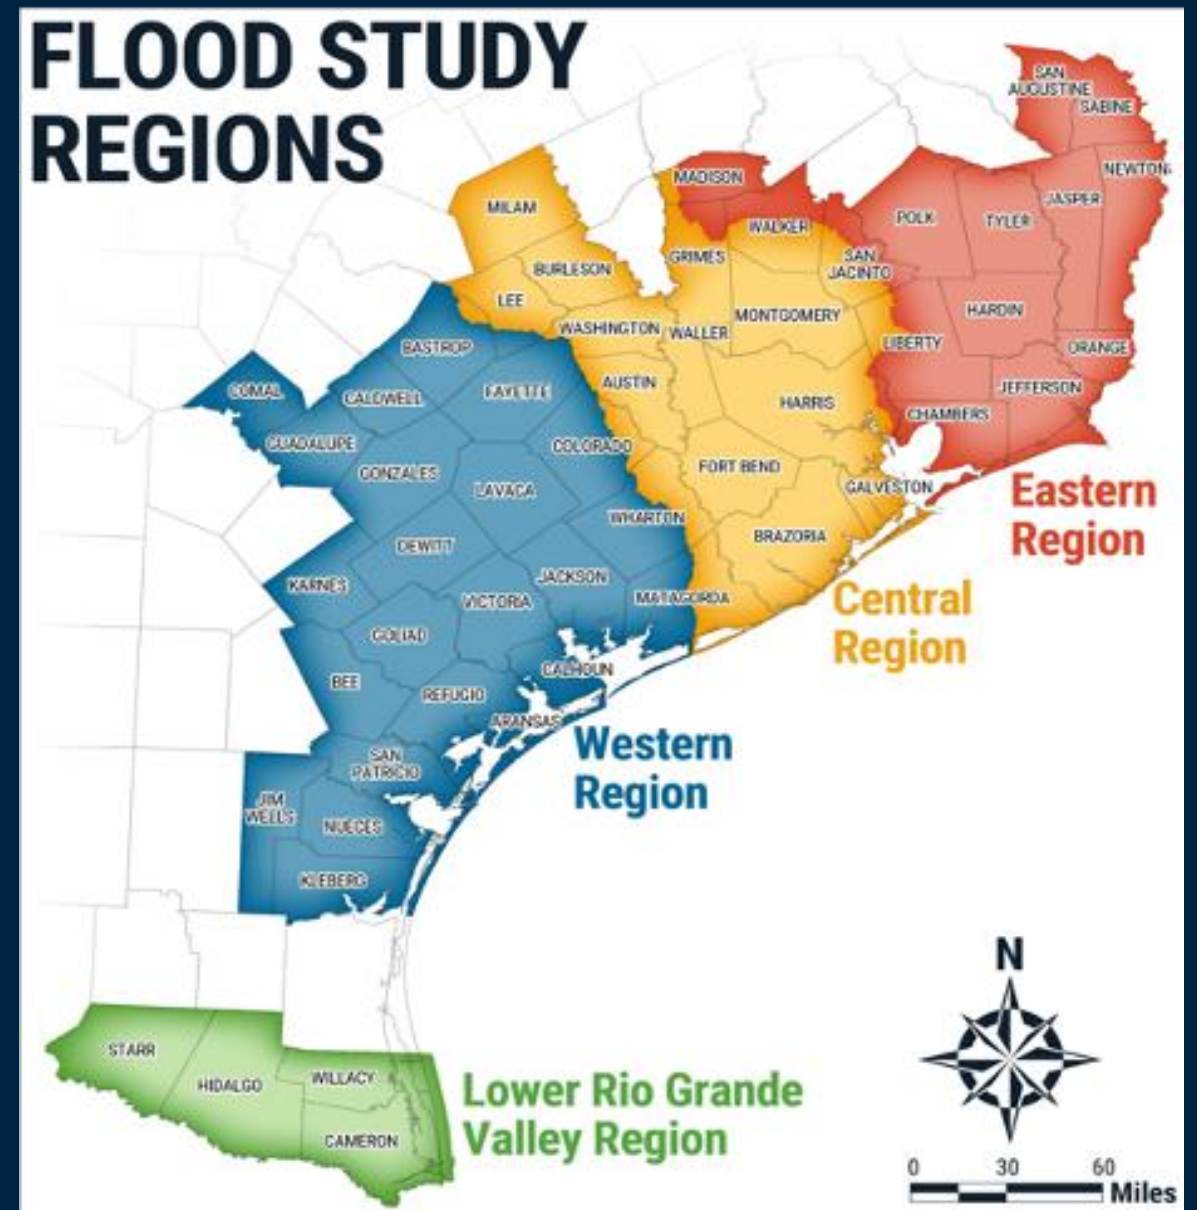 FLOOD STUDY
REGIONS
SAN
AUGUSTINE
SABINE
NEWTON
MADISON
JASPER
MILAM
POLK
TYLER
WALKER
GRIMES
SAN
JACINTO
BURLESON
LEE
HARDIN
MONTGOMERY
WASHINGTON
WALLER
LIBERTY
ORANGE
BASTROP
AUSTIN
JEFFERSON
COMAL
CALDWELL
FAYETTE
HARRIS
CHAMBERS
GUADALUPE
COLORADO
GONZALES
FORT BEND
LAVACA
GALVESTON
Eastern
Region
WHARTON
BRAZORIA
DEWITT
JACKSON
KARNES
VICTORIA
MATAGORDA
Central
Region
GOLIAD
CALHOUN
BEE
REFUGIO
ARANSAS
Western
Region
SAN
PATRICIO
JIM
WELLS
NUECES
KLEBERG
N
STARR
HIDALGO
WILLACY
CAMERON
Lower Rio Grande
Valley Region
0 30 60
Miles